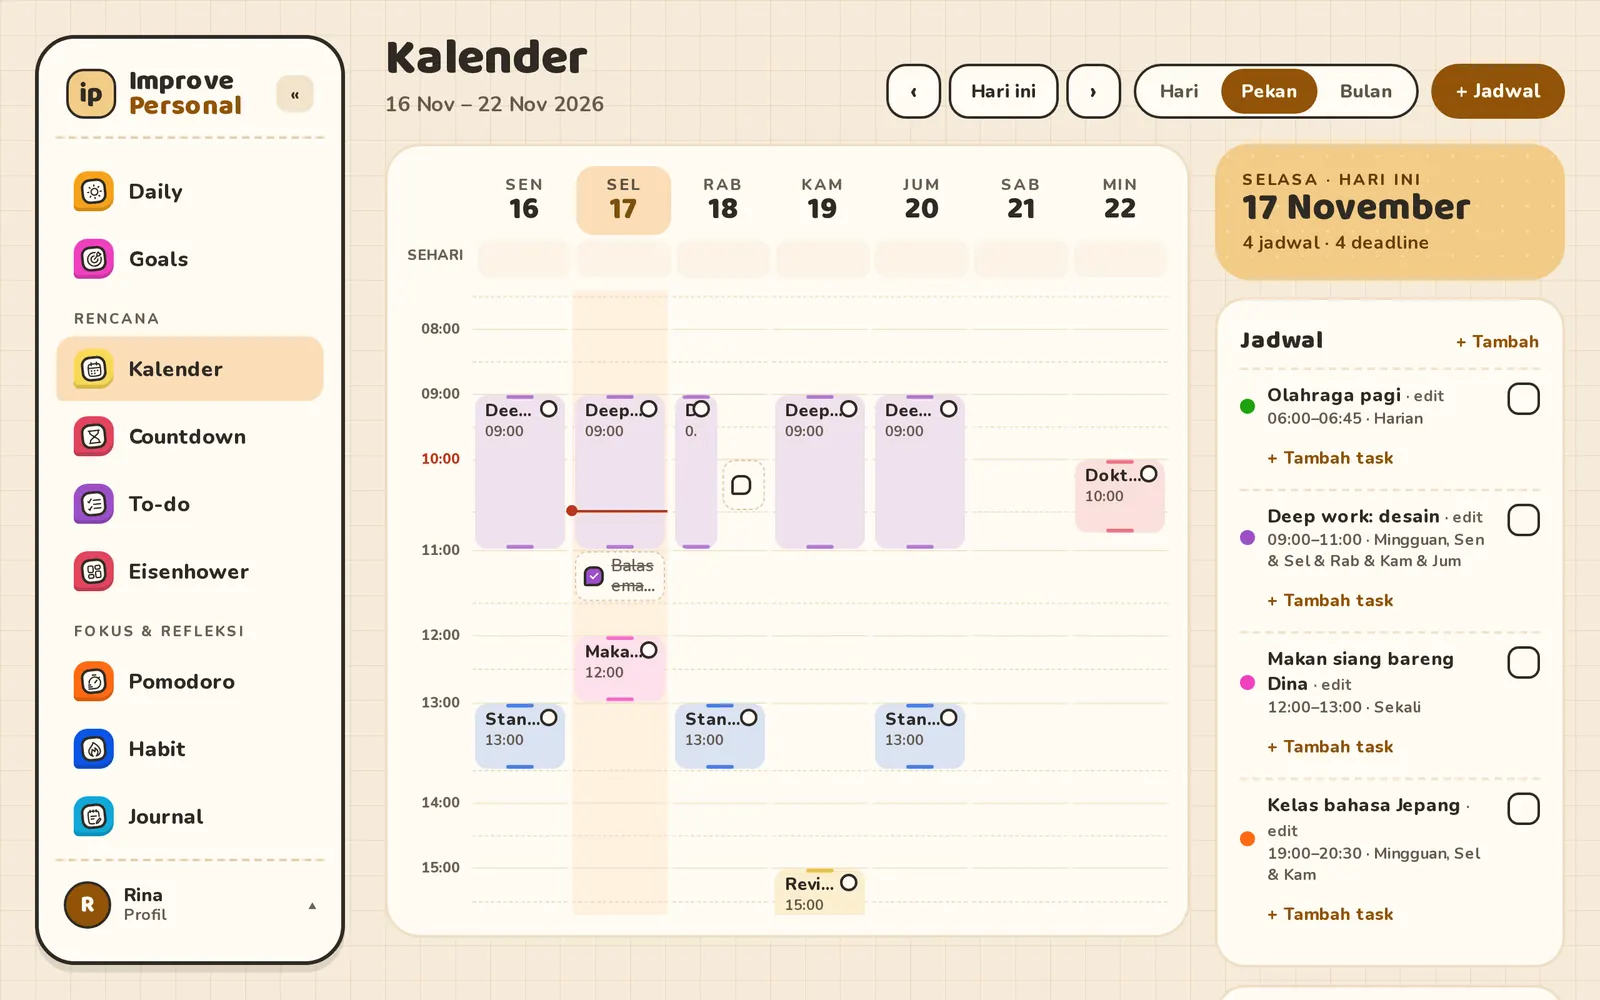 ip
Improve
Personal
«
Daily
Goals
RENCANA
Kalender
Countdown
To-do
Eisenhower
FOKUS & REFLEKSI
Pomodoro
Habit
Journal
R
Rina
Profil
▲
Kalender
16 Nov – 22 Nov 2026
‹
Hari ini
›
Hari
Pekan
Bulan
+ Jadwal
SEN
16
SEL
17
RAB
18
KAM
19
JUM
20
SAB
21
MIN
22
SEHARI
08:00
09:00
Dee...
09:00
Deep...
09:00
0.
Deep...
09:00
Dee...
09:00
10:00
Dokt...
10:00
11:00
Balas
ema...
12:00
Maka...
12:00
13:00
Stan...
13:00
Stan...
13:00
Stan...
13:00
14:00
15:00
Revi...
15:00
SELASA · HARI INI
17 November
4 jadwal · 4 deadline
Jadwal
+ Tambah
Olahraga pagi · edit
06:00–06:45 · Harian
+ Tambah task
Deep work: desain · edit
09:00–11:00 · Mingguan, Sen
& Sel & Rab & Kam & Jum
+ Tambah task
Makan siang bareng
Dina · edit
12:00–13:00 · Sekali
+ Tambah task
Kelas bahasa Jepang ·
edit
19:00–20:30 · Mingguan, Sel
& Kam
+ Tambah task